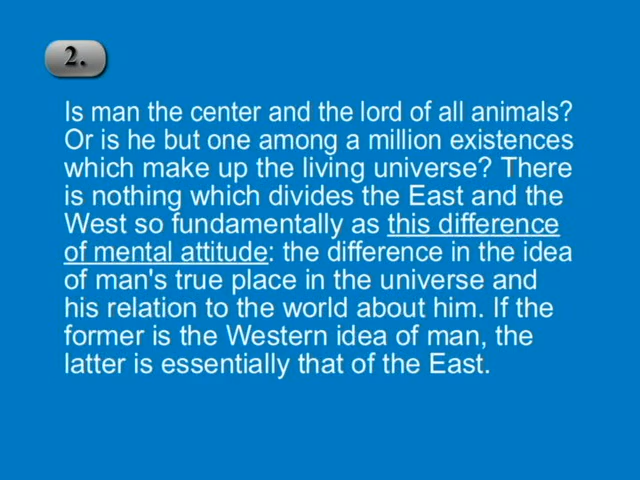 2.
Is man the center and the lord of all animals?
Or is he but one among a million existences
which make up the living universe? There
is nothing which divides the East and the
West so fundamentally as this difference
of mental attitude: the difference in the idea
of man's true place in the universe and
his relation to the world about him. If the
former is the Western idea of man, the
latter is essentially that of the East.